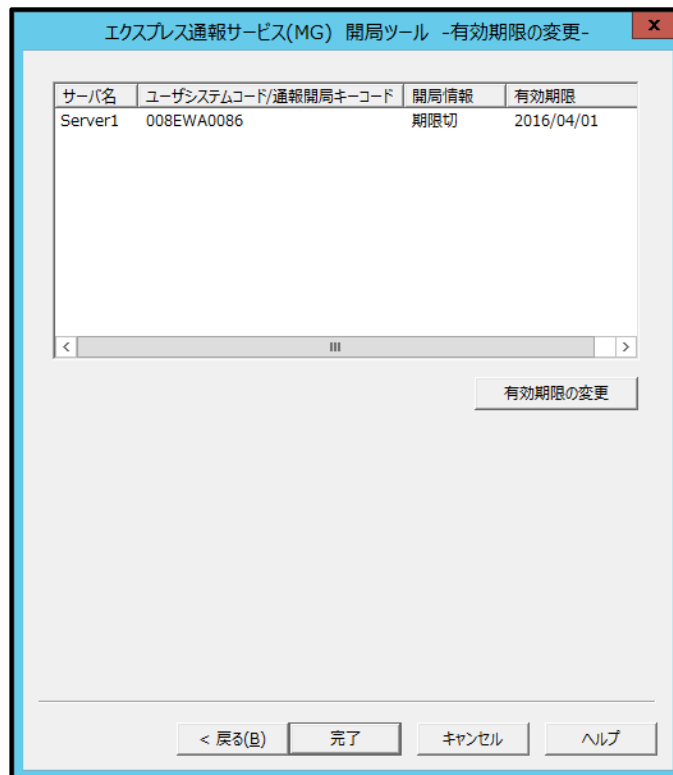 エクスプレス通報サービス(MG) 開局ツール -有効期限の変更-
x
サーバ名 ユーザシステムコード/通報開局キーコード 開局情報 有効期限
Server1 008EWA0086 期限切 2016/04/01
有効期限の変更
< 戻る(B) 完了 キャンセル ヘルプ